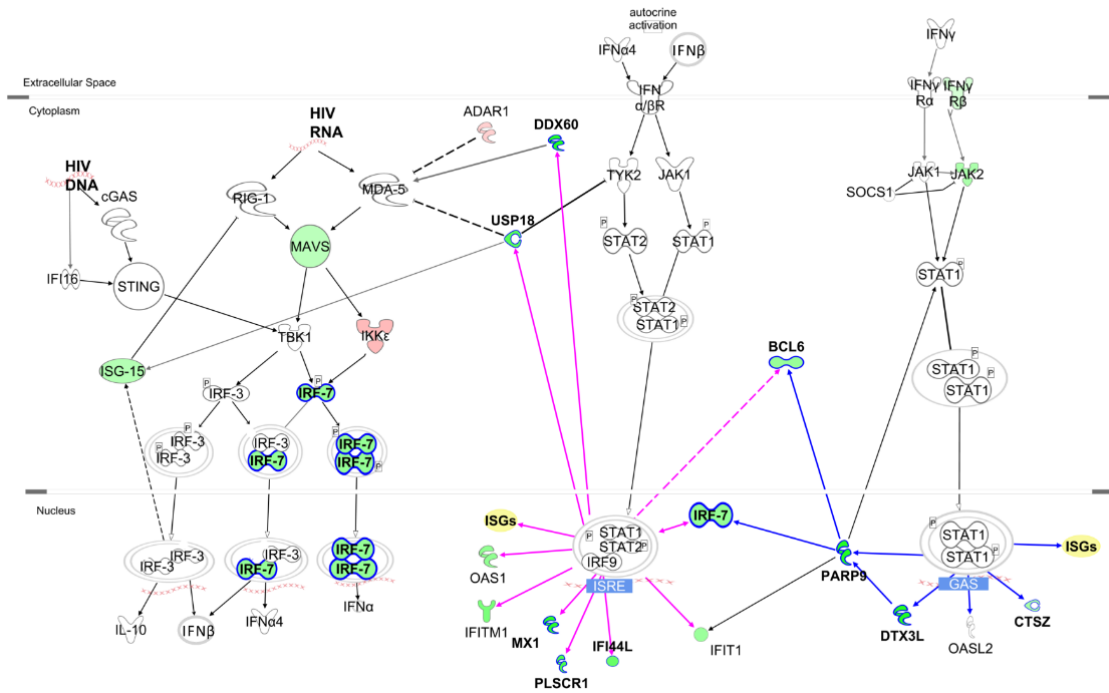 autocrine
activation
IFNα4
IFNβ
IFNγ
IFN
α/βR
IFNγ
Rα
IFNγ
Rβ
Extracellular Space
Cytoplasm
HIV
RNA
ADAR1
DDX60
HIV
DNA
cGAS
RIG-1
MDA-5
TYK2
JAK1
JAK1
JAK2
SOCS1
USP18
P
STAT2
STAT1
P
MAVS
IFI16
STING
STAT1
P
P
STAT2
STAT1
P
TBK1
IKKε
BCL6
ISG-15
P
IRF-3
P
IRF-7
STAT1
STAT1
P
IRF-3
P
IRF-3
IRF-3
IRF-7
P
IRF-7
IRF-7
P
Nucleus
ISGs
P
STAT1
STAT2
P
IRF9
ISRE
IRF-7
P
STAT1
STAT1
P
GAS
ISGs
IRF-3
IRF-3
IRF-3
IRF-7
IRF-7
IRF-7
OAS1
PARP9
IFITM1
IL-10
IFNβ
IFNα4
IFNα
MX1
IFI44L
IFIT1
DTX3L
OASL2
CTSZ
PLSCR1